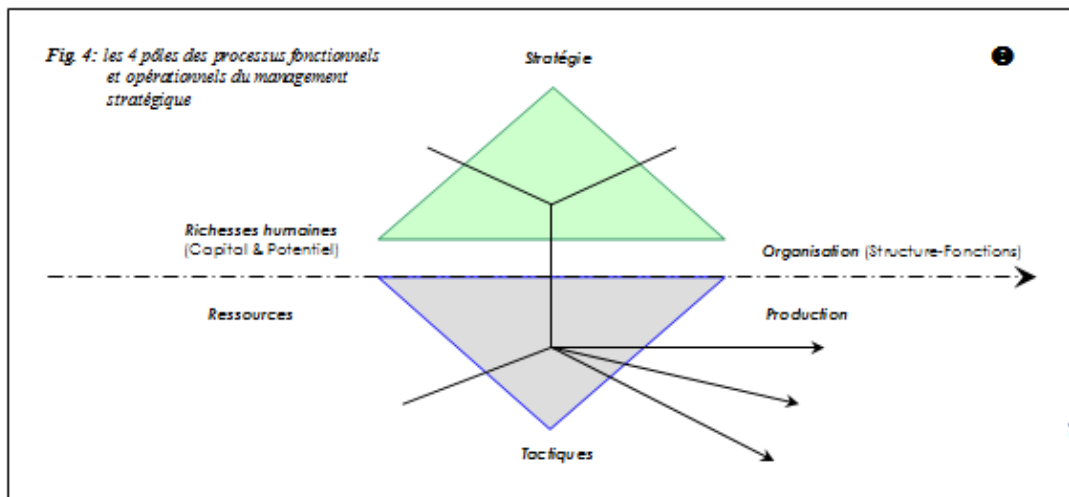 Fig. 4: les 4 pôles des processus fonctionnels
et opérationnels du management
stratégique
Stratégie
Richesses humaines
(Capital & Potentiel)
Organisation (Structure-Fonctions)
Ressources
Production
Tactiques